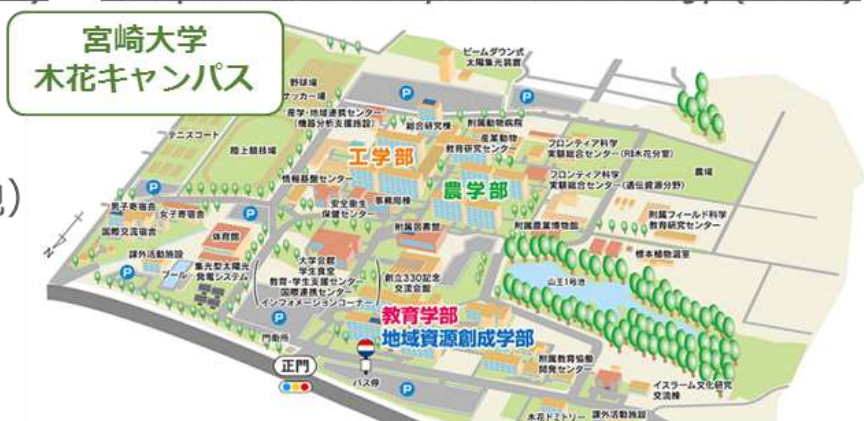 宮崎大学
木花キャンパス
ビームダウン式
太陽集光装置
野球場
サッカー場
産学・地域連携センター
(機器分析支援施設)
総合研究棟
附属動物病院
産業動物
教育研究センター
フロンティア科学
実験総合センター(RI木花分室)
テニスコート
陸上競技場
工学部
情報基盤センター
農学部
フロンティア科学
実験総合センター(遺伝資源分野)
農場
男子寄宿舎
女子寄宿舎
国際交流宿舎
安全衛生
保健センター
事務局棟
附属図書館
附属農業博物館
附属フィールド科学
教育研究センター
課外活動施設
体育館
プール
集光型太陽光
発電システム
大学会館
学生食堂
教育・学生支援センター
国際連携センター
インフォメーションコーナー
創立330記念
交流会館
山王1号池
橋本植物温室
教育学部
地域資源創成学部
門衛所
正門
バス停
附属教育協働
開発センター
イスラーム文化研究
交流棟
木花ドミトリー
課外活動施設
P
P
P
P
P
P
P
N